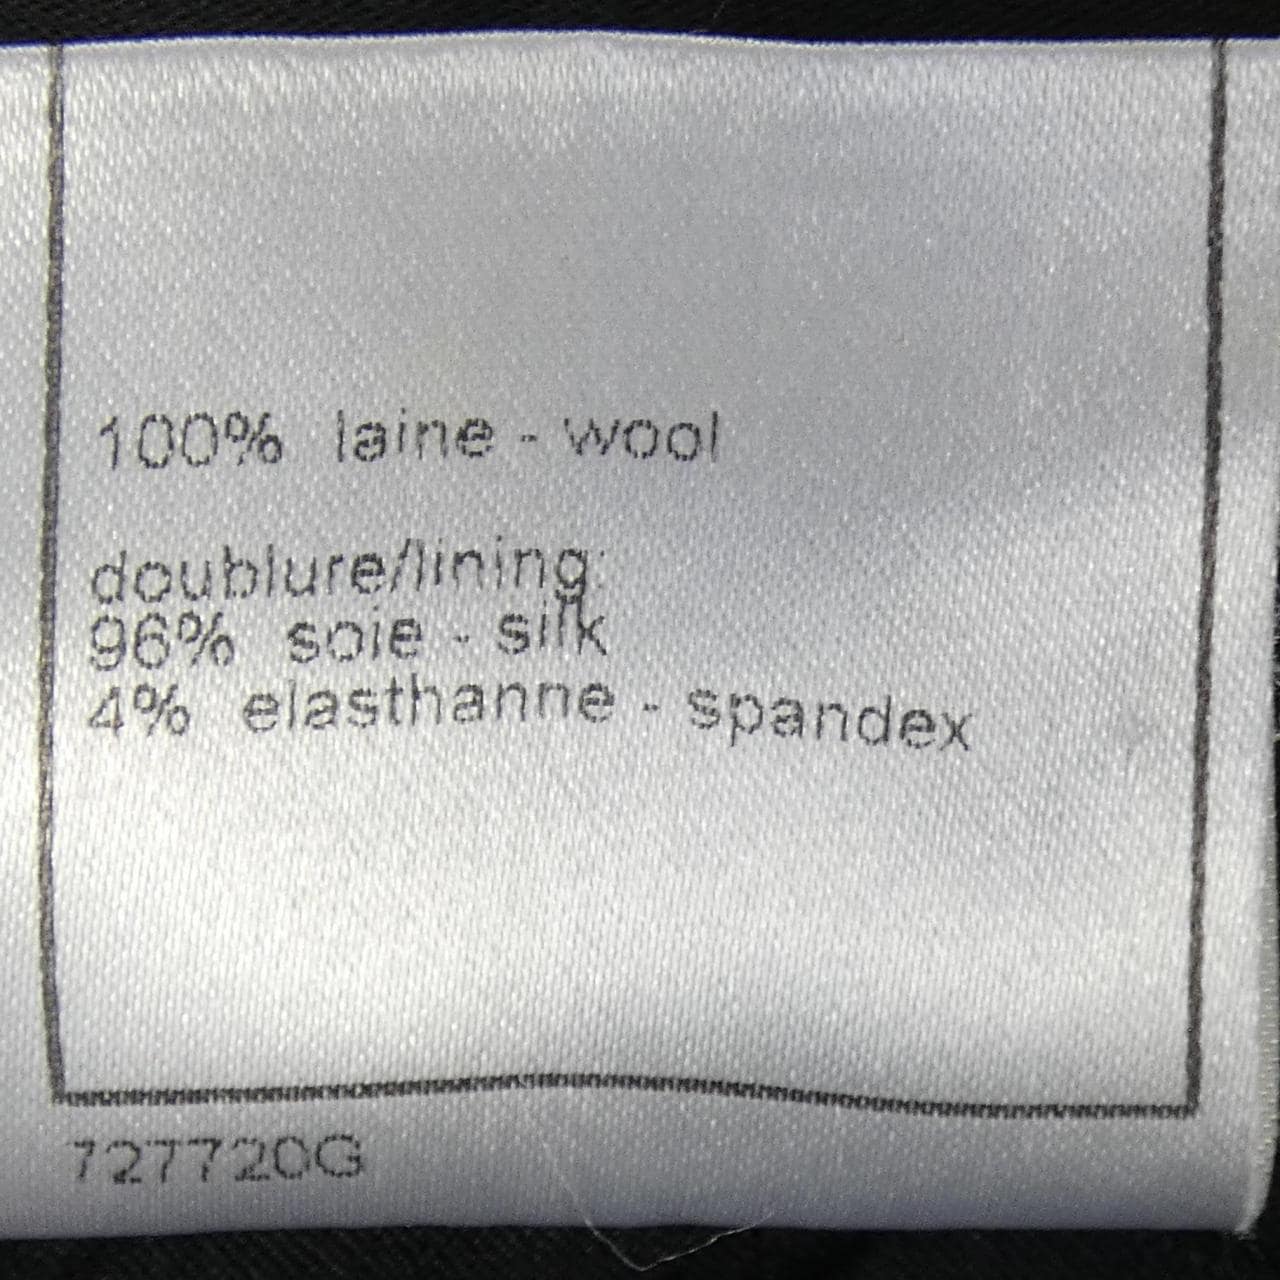 100% laine - wool
doublure/lining:
96% soie - silk
4% elasthanne - spandex
727720G